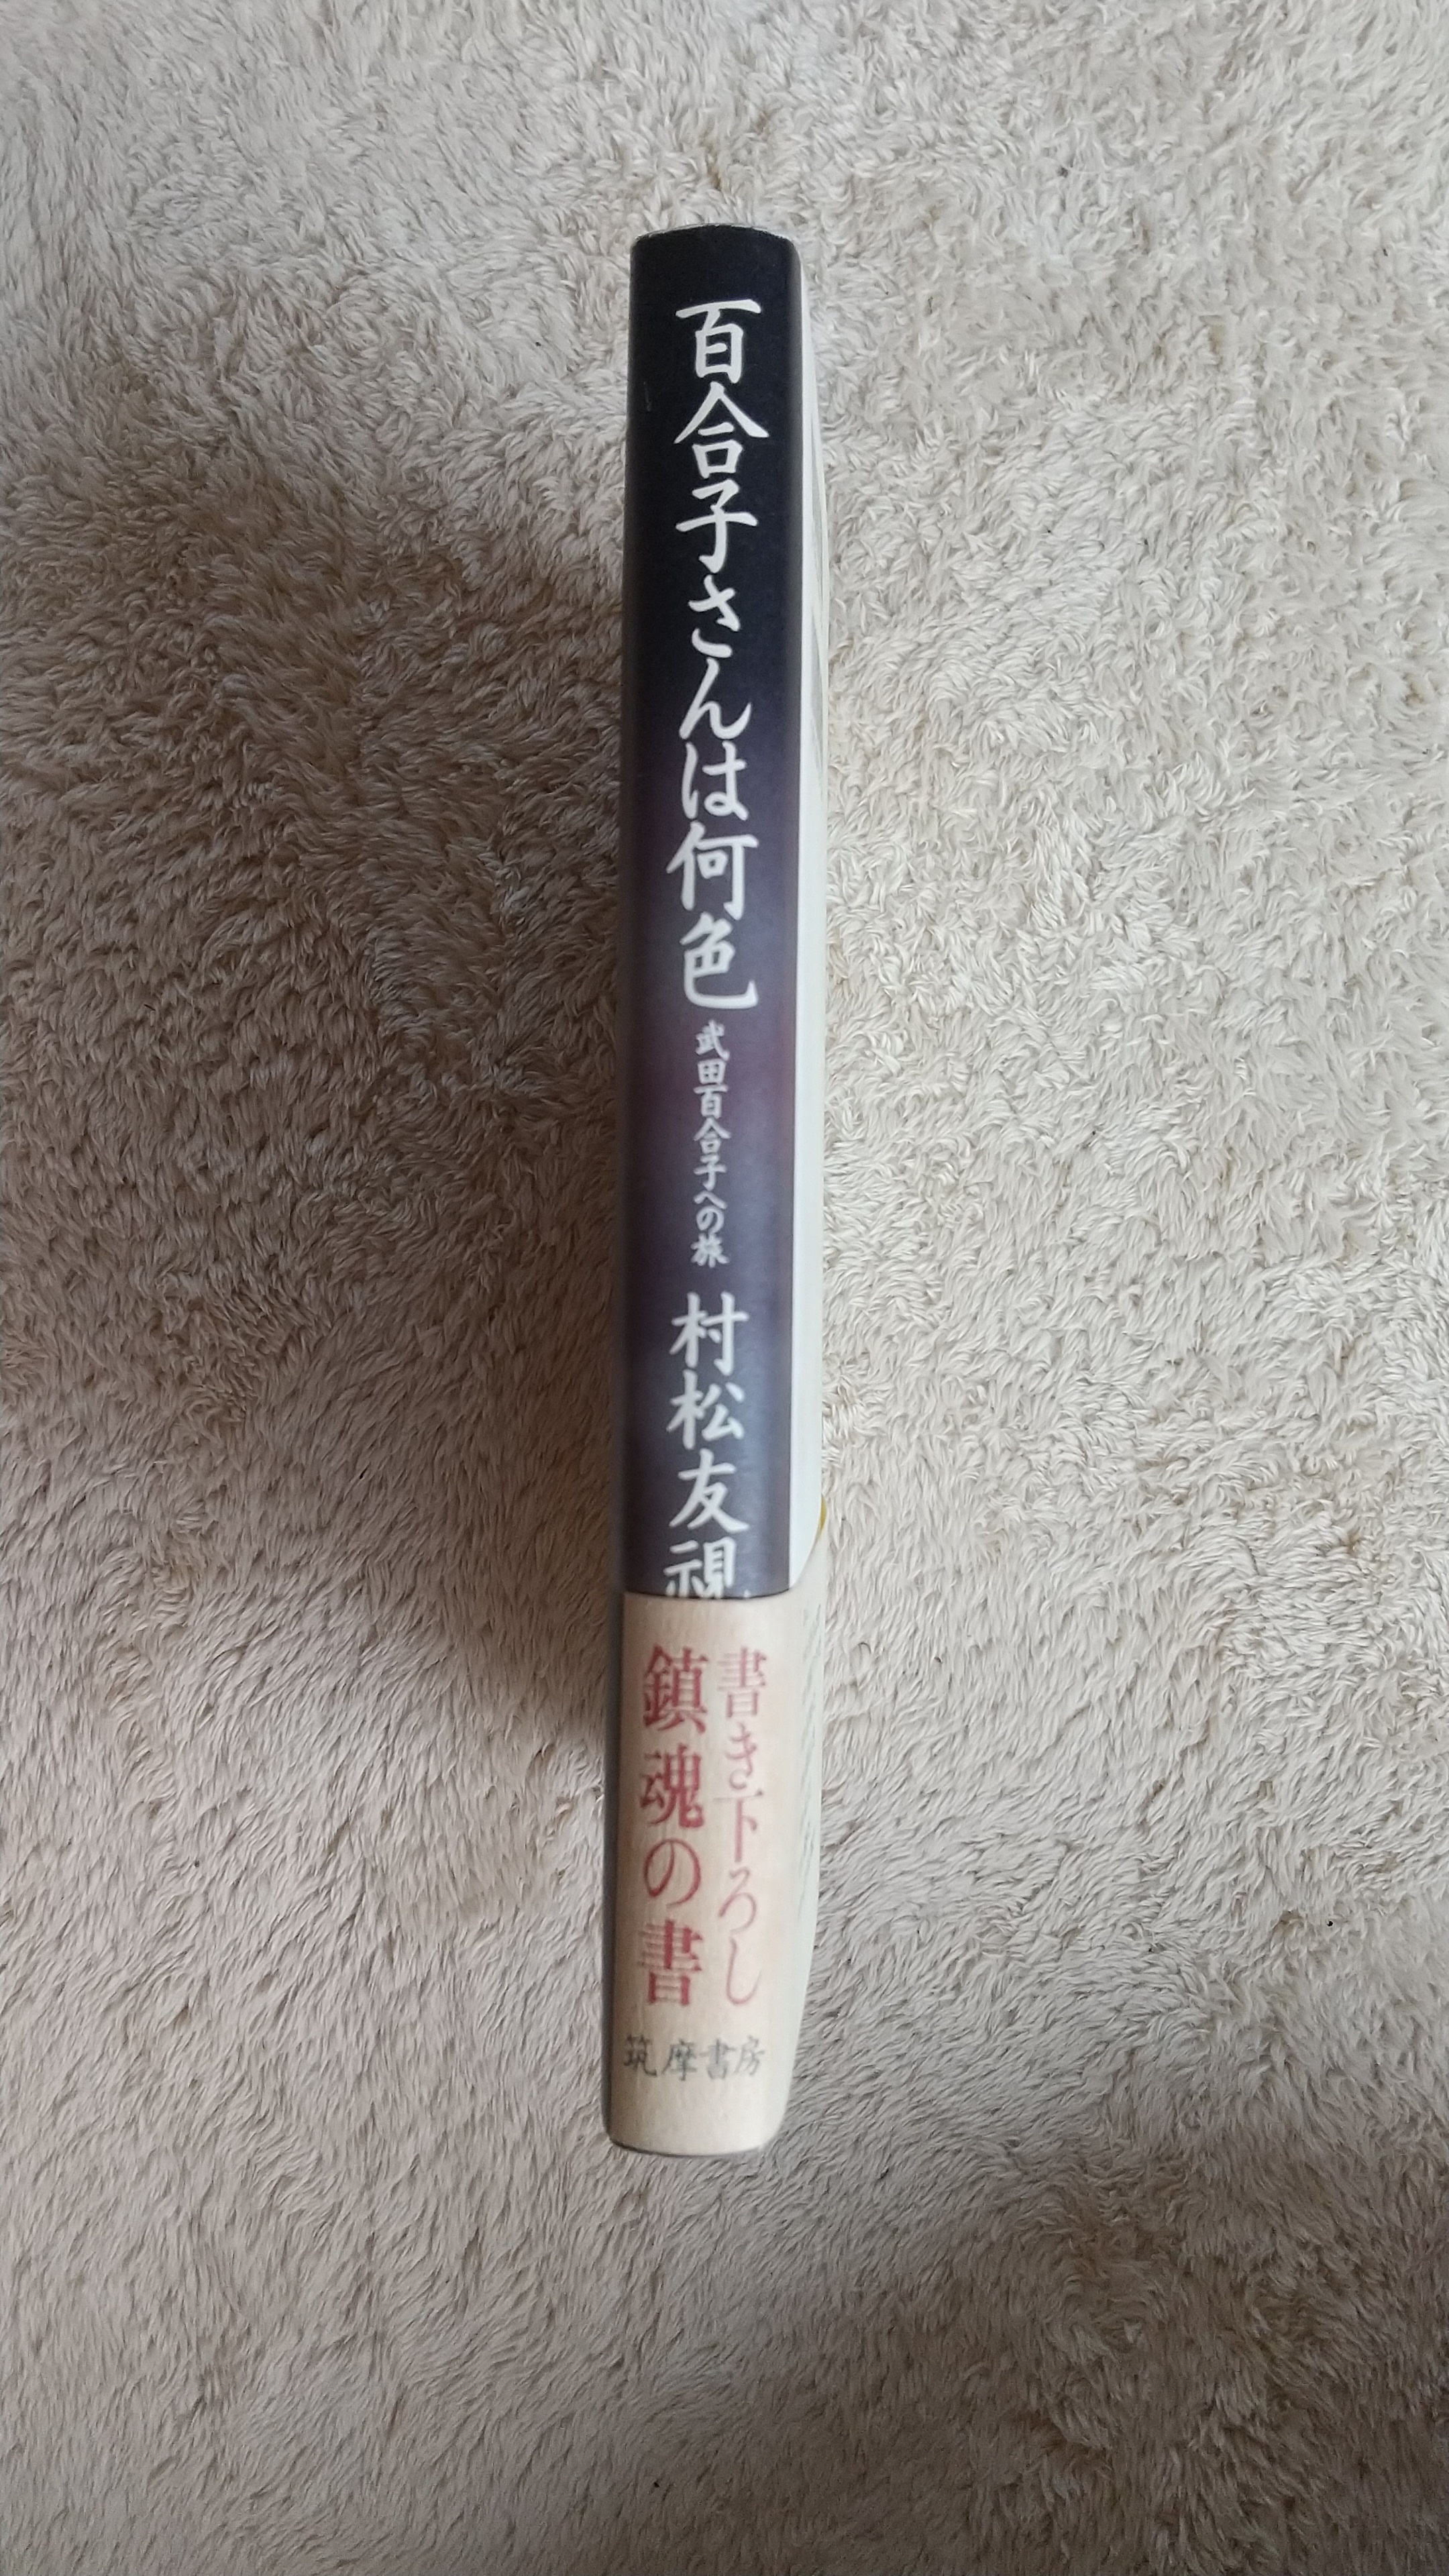 百合子さんは何色
武田百合子への旅
村松友視
書き下ろし
鎮魂の書
筑摩書房